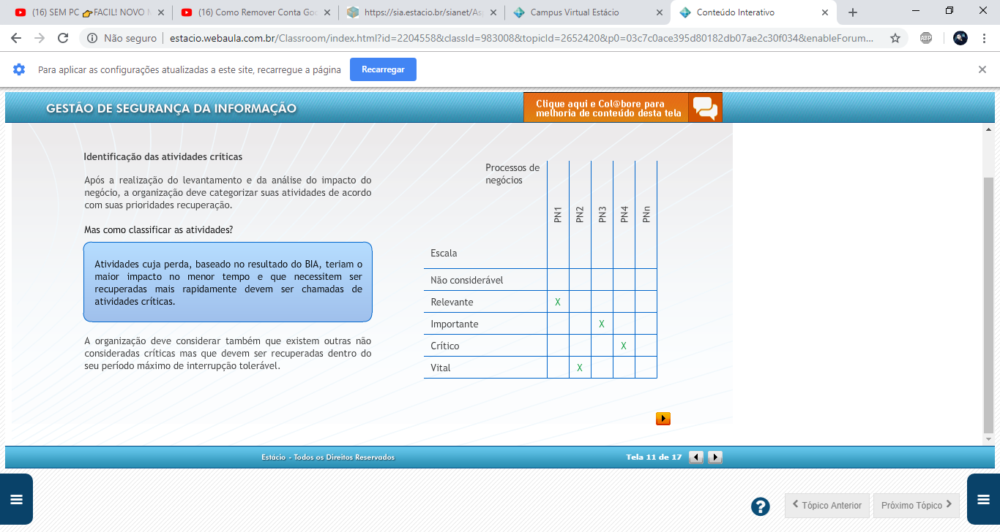 (16) SEM PC 👉FACIL! NOVO
(16) Como Remover Conta Goo
https://sia.estacio.br/sianet/Asp
Campus Virtual Estácio
Conteúdo Interativo
Não seguro
estacio.webaula.com.br/Classroom/index.html?id=2204558&classId=983008&topicId=2652420&p0=03c7c0ace395d80182db07ae2c30f034&enableForum...
ABP
Para aplicar as configurações atualizadas a este site, recarregue a página
Recarregar
GESTÃO DE SEGURANÇA DA INFORMAÇÃO
Clique aqui e Col@bore para
melhoria de conteúdo desta tela
Identificação das atividades críticas
Após a realização do levantamento e da análise do impacto do
negócio, a organização deve categorizar suas atividades de acordo
com suas prioridades recuperação.
Mas como classificar as atividades?
Atividades cuja perda, baseado no resultado do BIA, teriam o
maior impacto no menor tempo e que necessitem ser
recuperadas mais rapidamente devem ser chamadas de
atividades críticas.
A organização deve considerar também que existem outras não
consideradas críticas mas que devem ser recuperadas dentro do
seu período máximo de interrupção tolerável.
Processos de
negócios
PN1 PN2 PN3 PN4 PNn
Escala
Não considerável
Relevante X
Importante X
Crítico X
Vital X
Estácio - Todos os Direitos Reservados
Tela 11 de 17
?
Tópico Anterior
Próximo Tópico